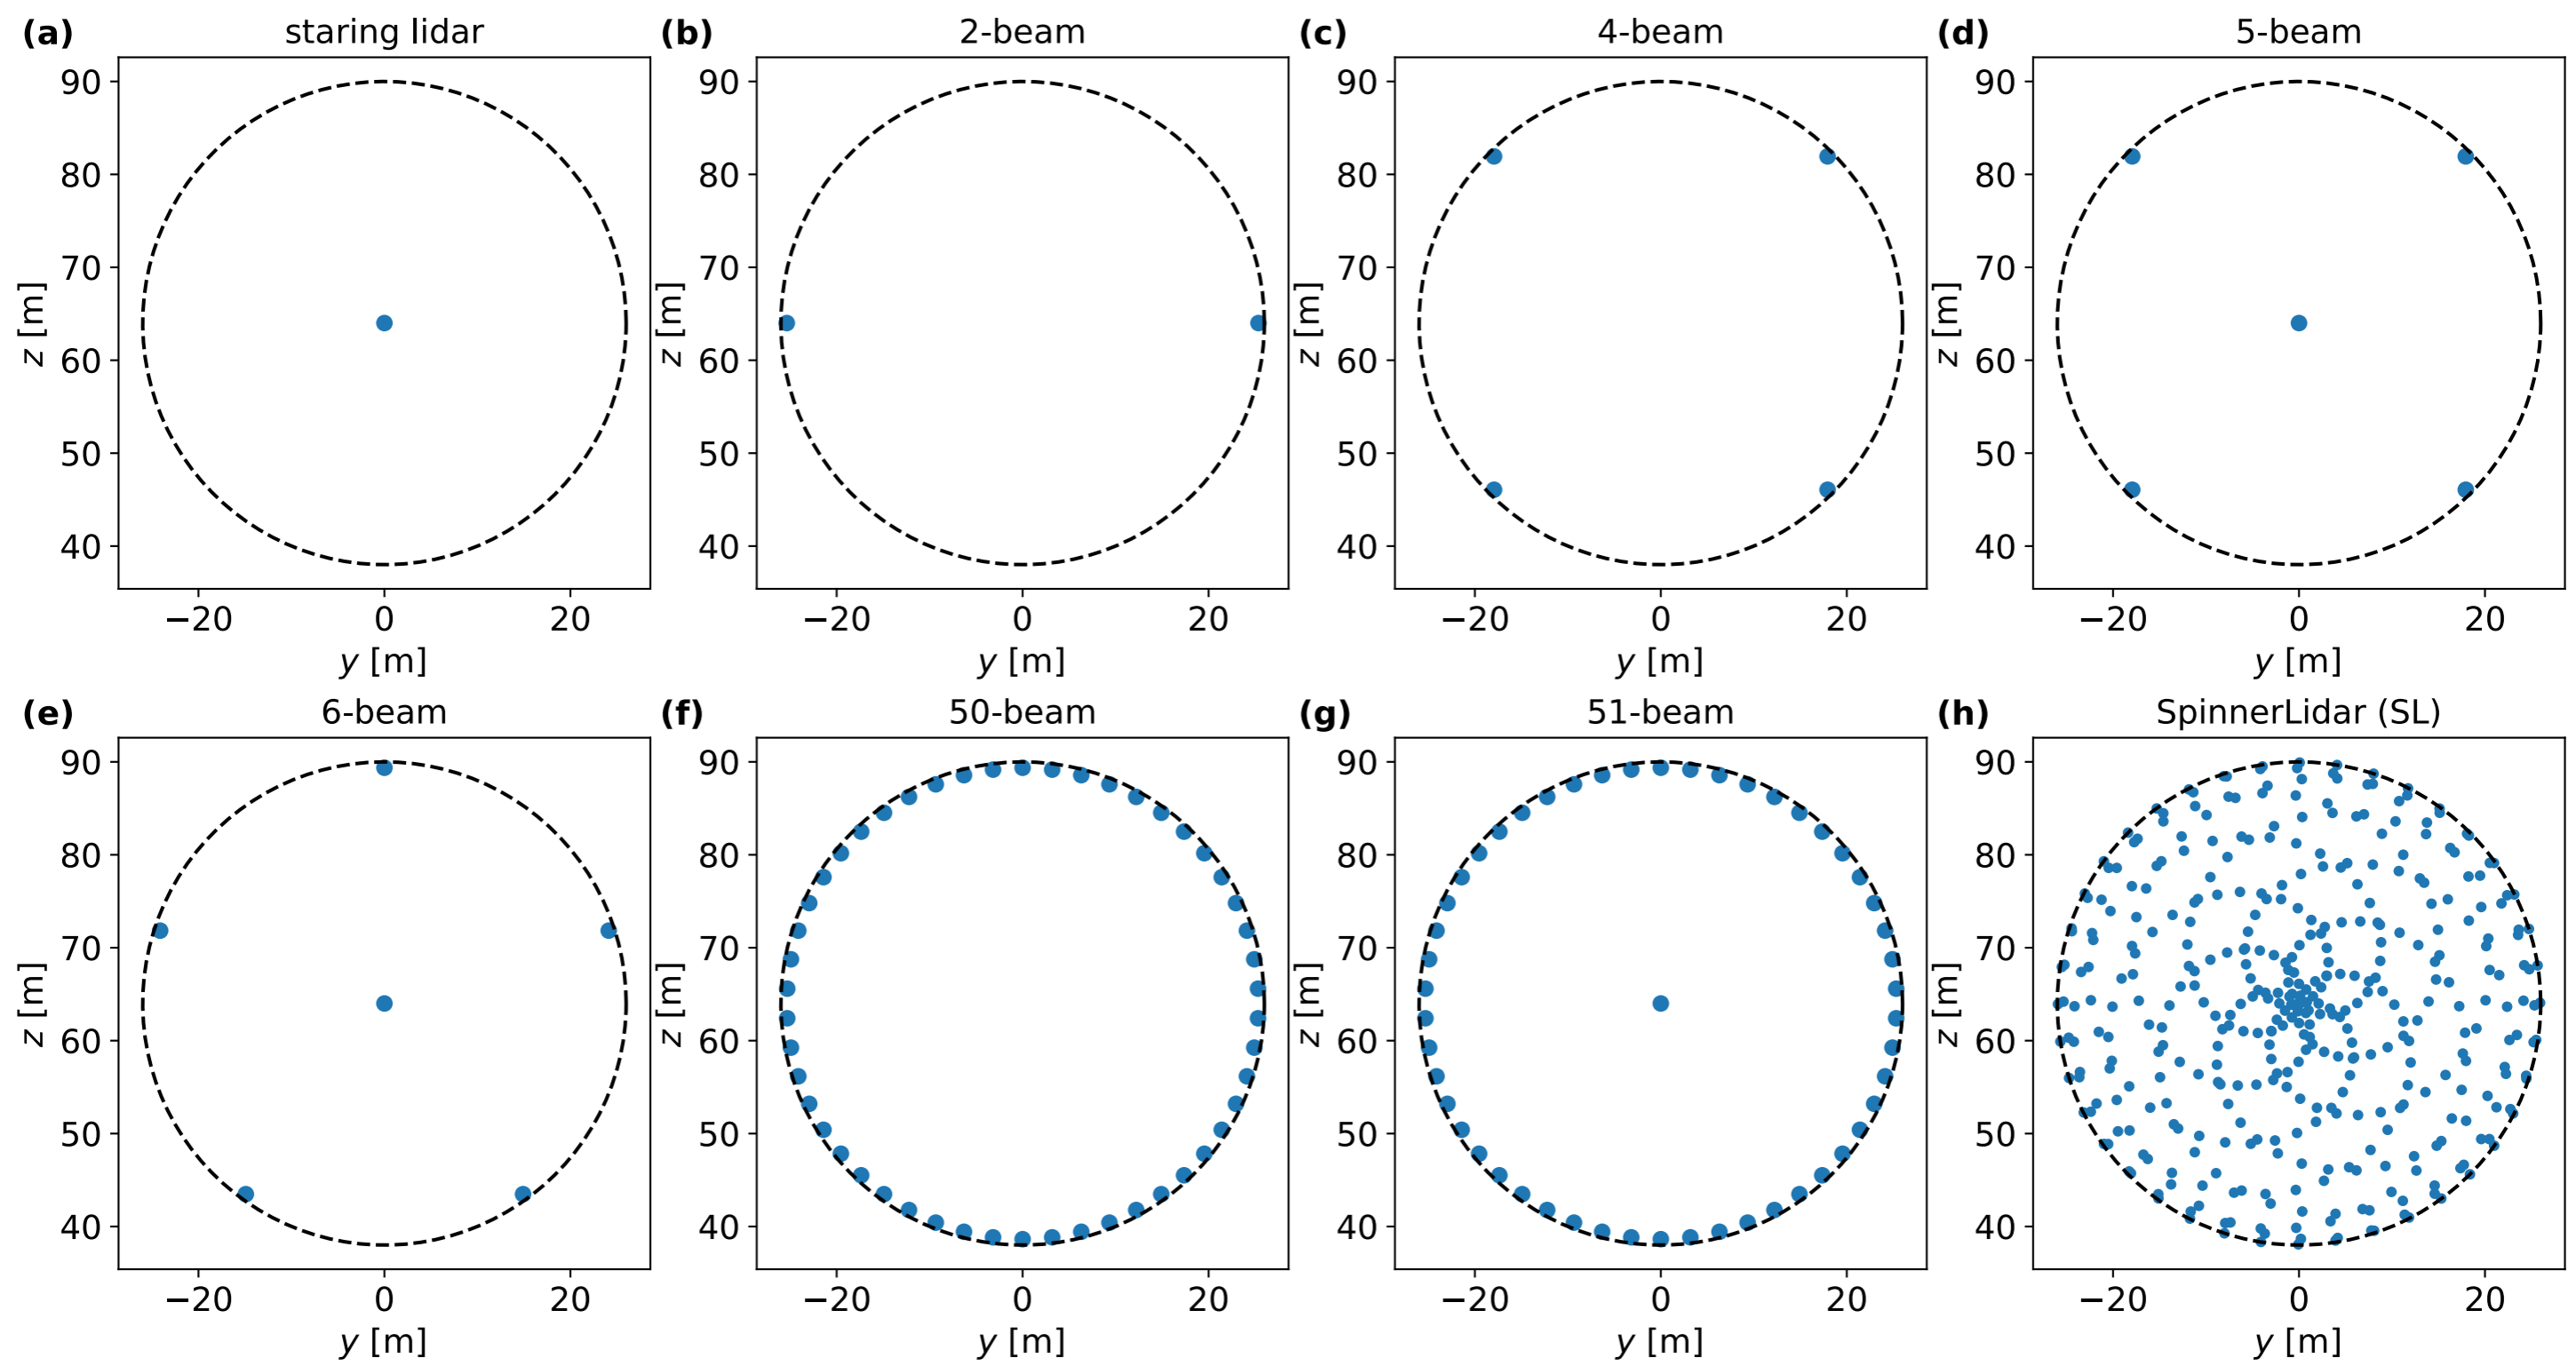 (a) staring lidar
(b) 2-beam
(c) 4-beam
(d) 5-beam
90 80 70 60 50 40
z [m]
−20 0 20
y [m]
90 80 70 60 50 40
z [m]
−20 0 20
y [m]
90 80 70 60 50 40
z [m]
−20 0 20
y [m]
90 80 70 60 50 40
z [m]
−20 0 20
y [m]
(e) 6-beam
(f) 50-beam
(g) 51-beam
(h) SpinnerLidar (SL)
90 80 70 60 50 40
z [m]
−20 0 20
y [m]
90 80 70 60 50 40
z [m]
−20 0 20
y [m]
90 80 70 60 50 40
z [m]
−20 0 20
y [m]
90 80 70 60 50 40
z [m]
−20 0 20
y [m]